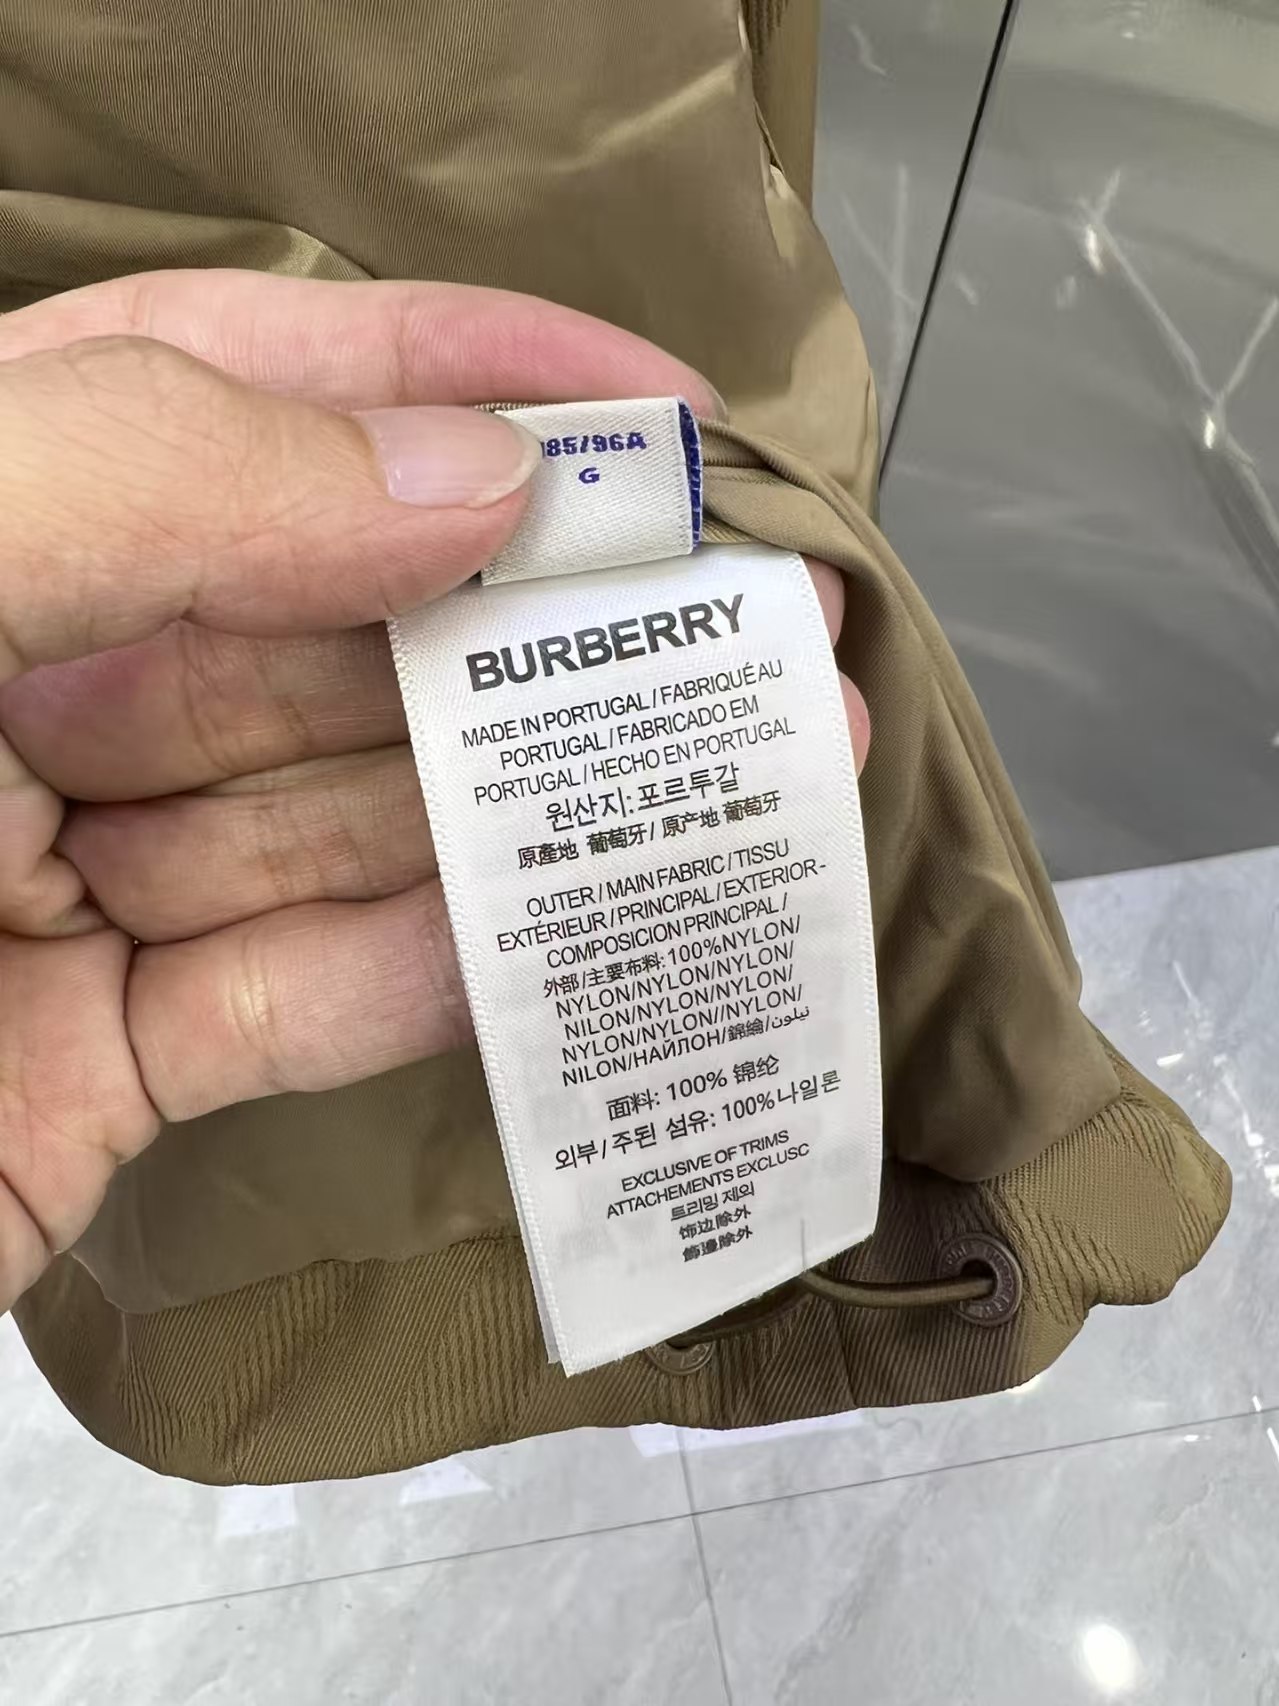 185/96A
G
BURBERRY
MADE IN PORTUGAL / FABRIQUÉ AU
PORTUGAL / FABRICADO EM
PORTUGAL / HECHO EN PORTUGAL
원산지: 포르투갈
原產地 葡萄牙 / 原产地 葡萄牙
OUTER / MAIN FABRIC / TISSU
EXTÉRIEUR / PRINCIPAL / EXTERIOR-
COMPOSICION PRINCIPAL /
外部 / 主要布料: 100%NYLON/
NYLON/NYLON/NYLON/
NILON/NYLON/NYLON/
NYLON/NYLON//NYLON/
NILON/НАЙЛОН/錦綸/نيلون
面料: 100% 锦纶
외부 / 주된 섬유: 100% 나일론
EXCLUSIVE OF TRIMS
ATTACHEMENTS EXCLUSC
트리밍 제외
饰边除外
飾邊除外